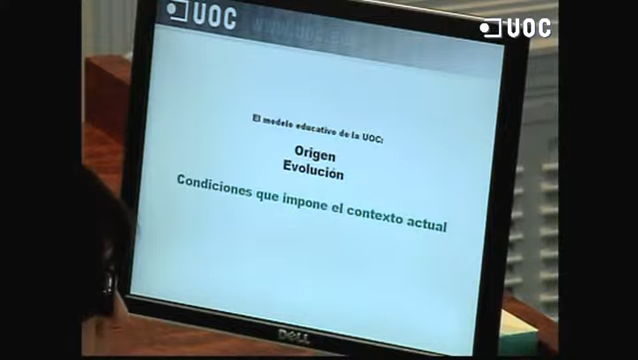 UOC
UOC
El modelo educativo de la UOC:
Origen
Evolución
Condiciones que impone el contexto actual
DELL